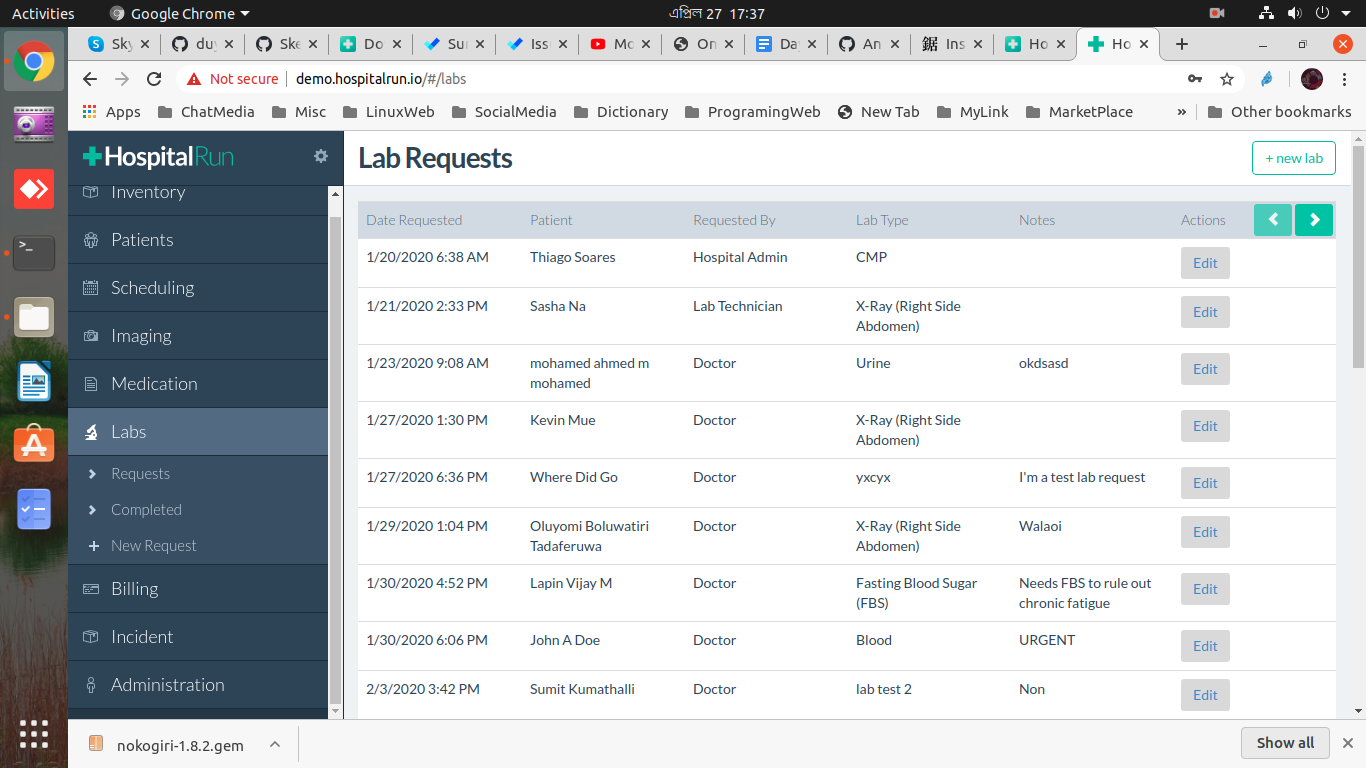 Activities
Google Chrome
এপ্রিল 27 17:37
Sky
duy
Ske
Do
Sui
Issu
Mo
On
Day
An
Ins
Ho
Ho
Not secure
demo.hospitalrun.io/#/labs
Apps
ChatMedia
Misc
LinuxWeb
SocialMedia
Dictionary
ProgramingWeb
New Tab
MyLink
MarketPlace
»
Other bookmarks
HospitalRun
Inventory
Patients
Scheduling
Imaging
Medication
Labs
Requests
Completed
New Request
Billing
Incident
Administration
Lab Requests
+ new lab
Date Requested Patient Requested By Lab Type Notes Actions
1/20/2020 6:38 AM Thiago Soares Hospital Admin CMP Edit
1/21/2020 2:33 PM Sasha Na Lab Technician X-Ray (Right Side Edit
Abdomen)
1/23/2020 9:08 AM mohamed ahmed m Doctor Urine okdsasd Edit
mohamed
1/27/2020 1:30 PM Kevin Mue Doctor X-Ray (Right Side Edit
Abdomen)
1/27/2020 6:36 PM Where Did Go Doctor yxcyx I'm a test lab request Edit
1/29/2020 1:04 PM Oluyomi Boluwatiri Doctor X-Ray (Right Side Walaoi Edit
Tadaferuwa Abdomen)
1/30/2020 4:52 PM Lapin Vijay M Doctor Fasting Blood Sugar Needs FBS to rule out Edit
(FBS) chronic fatigue
1/30/2020 6:06 PM John A Doe Doctor Blood URGENT Edit
2/3/2020 3:42 PM Sumit Kumathalli Doctor lab test 2 Non Edit
nokogiri-1.8.2.gem
Show all